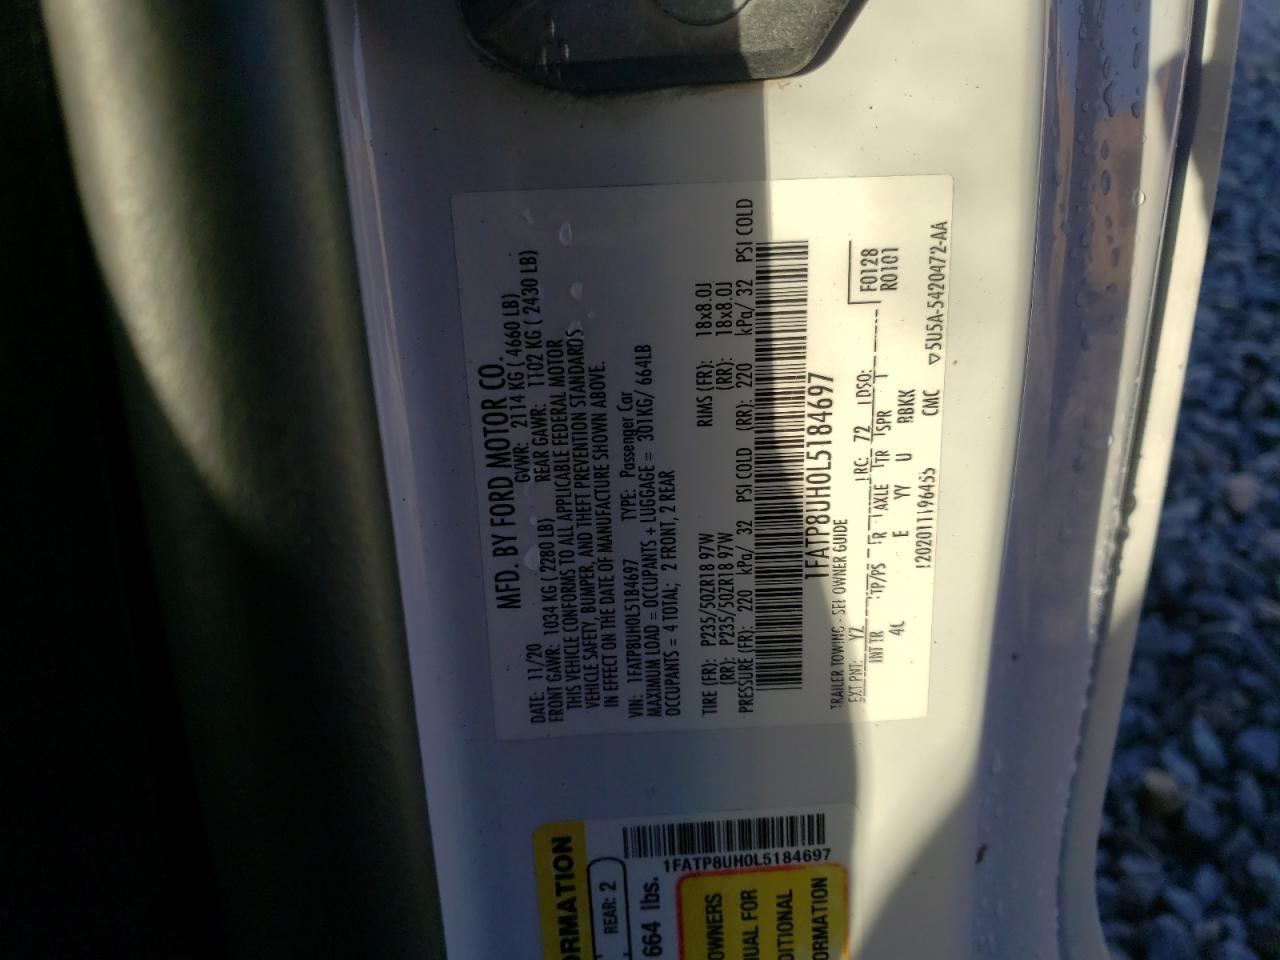 MFD. BY FORD MOTOR CO.
DATE: 11/20 GVWR: 2114 KG ( 4660 LB)
FRONT GAWR: 1034 KG ( 2280 LB) REAR GAWR: 1102 KG ( 2430 LB)
THIS VEHICLE CONFORMS TO ALL APPLICABLE FEDERAL MOTOR
VEHICLE SAFETY, BUMPER, AND THEFT PREVENTION STANDARDS
IN EFFECT ON THE DATE OF MANUFACTURE SHOWN ABOVE.
VIN: 1FATP8UH0L5184697 TYPE: Passenger Car
MAXIMUM LOAD = OCCUPANTS + LUGGAGE = 301KG/ 664LB
OCCUPANTS = 4 TOTAL; 2 FRONT, 2 REAR
TIRE (FR): P235/50ZR18 97W RIMS (FR): 18x8.0J
(RR): P235/50ZR18 97W (RR): 18x8.0J
PRESSURE (FR): 220 kPa/ 32 PSI COLD (RR): 220 kPa/ 32 PSI COLD
1FATP8UH0L5184697
TRAILER TOWING - SEE OWNER GUIDE
F0128
R0101
EXT PNT: YZ RC: 72 DSO:
INT TR TP/PS R AXLE TR SPR
4L E YY U BBKX
12020111196455 CMC ▽5U5A-5420472-AA
1FATP8UH0L5184697
ORMATION
REAR: 2
664 lbs.
OWNERS
UAL FOR
DITIONAL
ORMATION